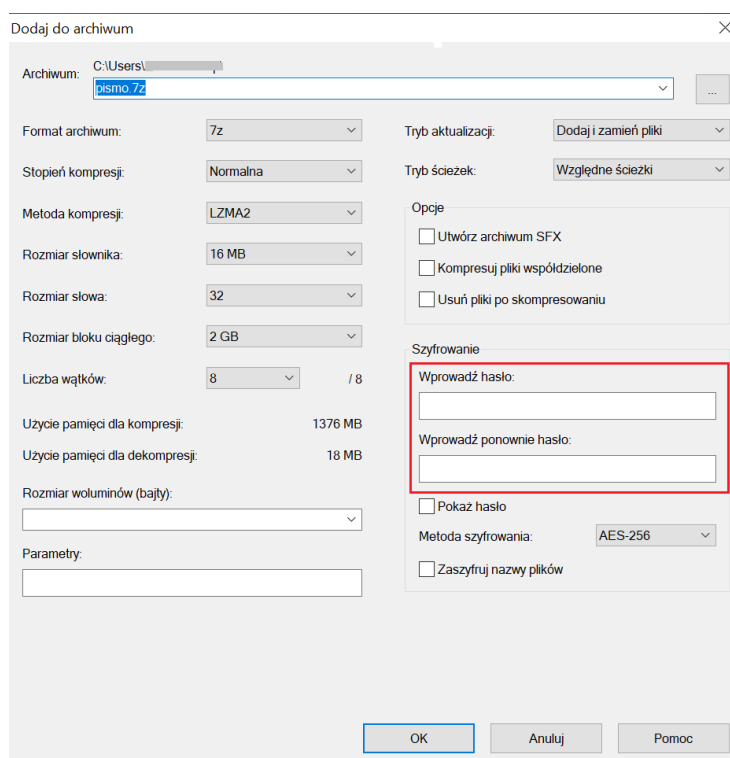 Dodaj do archiwum
Archiwum:
C:\Users\
pismo.7z
...
Format archiwum:
7z
Stopień kompresji:
Normalna
Metoda kompresji:
LZMA2
Rozmiar słownika:
16 MB
Rozmiar słowa:
32
Rozmiar bloku ciągłego:
2 GB
Liczba wątków:
8
/ 8
Użycie pamięci dla kompresji:
1376 MB
Użycie pamięci dla dekompresji:
18 MB
Rozmiar woluminów (bajty):
Parametry:
Tryb aktualizacji:
Dodaj i zamień pliki
Tryb ścieżek:
Względne ścieżki
Opcje
Utwórz archiwum SFX
Kompresuj pliki współdzielone
Usuń pliki po skompresowaniu
Szyfrowanie
Wprowadź hasło:
Wprowadź ponownie hasło:
Pokaż hasło
Metoda szyfrowania:
AES-256
Zaszyfruj nazwy plików
OK
Anuluj
Pomoc